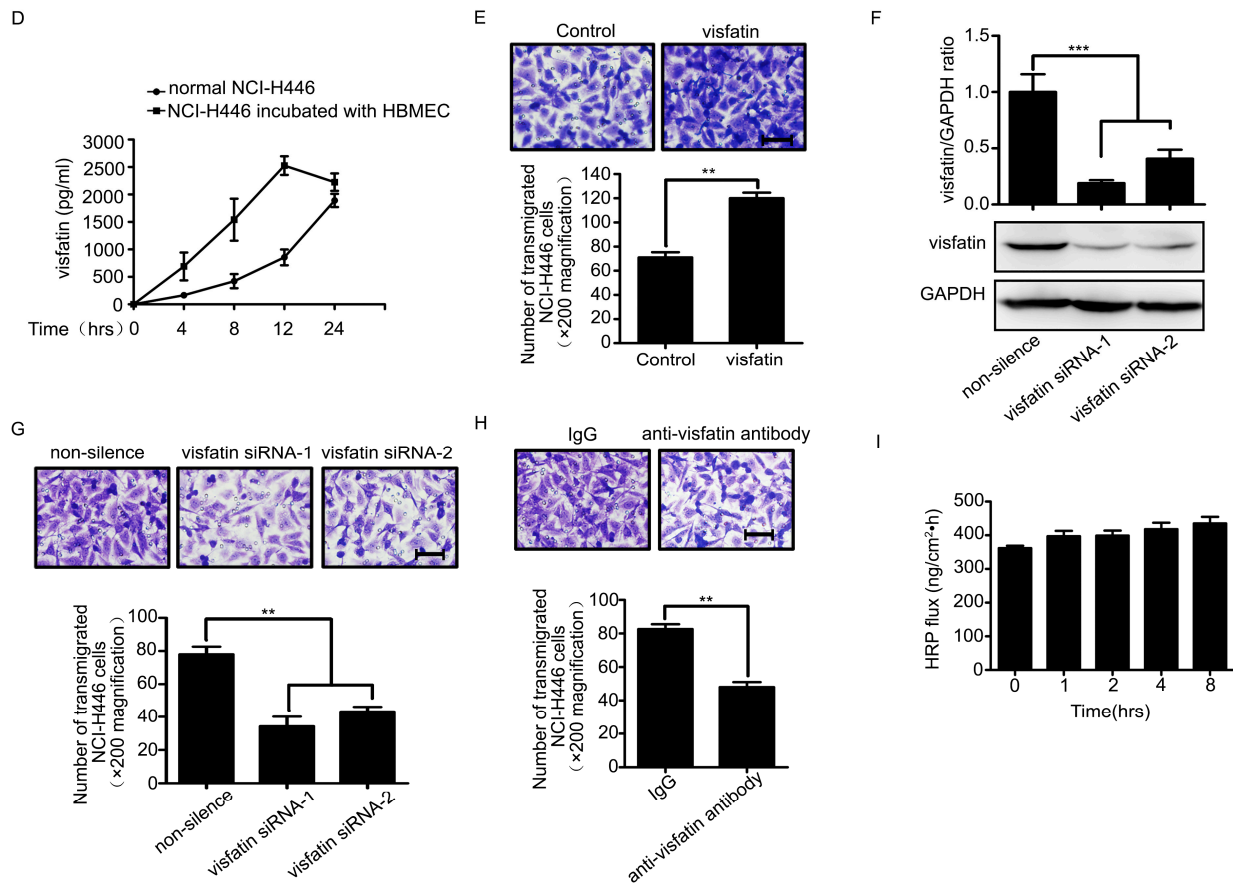 D
normal NCI-H446
NCI-H446 incubated with HBMEC
visfatin (pg/ml)
3000
2500
2000
1500
1000
500
0
Time (hrs) 0 4 8 12 24
E
Control visfatin
Number of transmigrated
NCI-H446 cells
(×200 magnification)
140
120
100
80
60
40
20
0
**
Control visfatin
F
visfatin/GAPDH ratio
1.5
1.0
0.5
0.0
***
visfatin
GAPDH
non-silence
visfatin siRNA-1
visfatin siRNA-2
G
non-silence visfatin siRNA-1 visfatin siRNA-2
Number of transmigrated
NCI-H446 cells
(×200 magnification)
100
80
60
40
20
0
**
non-silence
visfatin siRNA-1
visfatin siRNA-2
H
IgG anti-visfatin antibody
Number of transmigrated
NCI-H446 cells
(×200 magnification)
100
80
60
40
20
0
**
IgG
anti-visfatin antibody
I
HRP flux (ng/cm²•h)
500
400
300
200
100
0
0 1 2 4 8
Time(hrs)